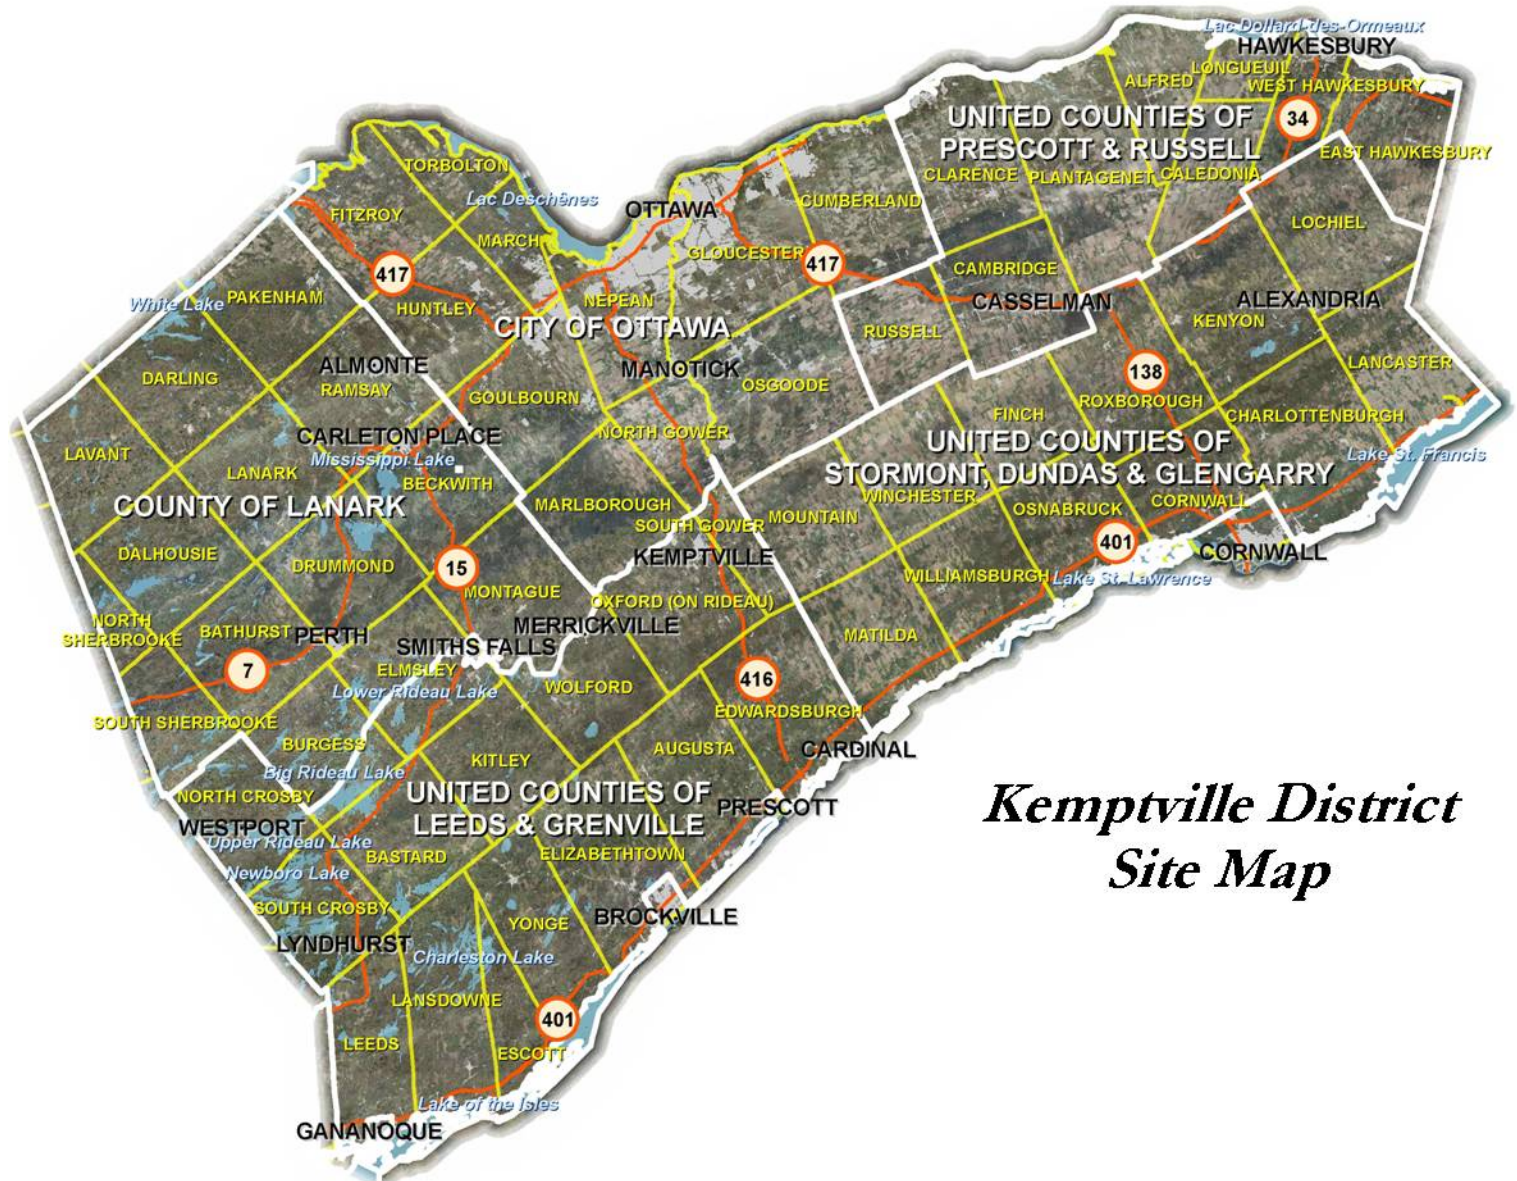 Lac Dollard-des-Ormeaux
HAWKESBURY
LONGUEUIL
ALFRED
WEST HAWKESBURY
34
UNITED COUNTIES OF
PRESCOTT & RUSSELL
EAST HAWKESBURY
CLARENCE
PLANTAGENET
CALEDONIA
TORBOLTON
Lac Deschênes
OTTAWA
CUMBERLAND
FITZROY
LOCHIEL
MARCH
GLOUCESTER
417
417
CAMBRIDGE
White Lake
PAKENHAM
HUNTLEY
NEPEAN
CASSELMAN
ALEXANDRIA
CITY OF OTTAWA
RUSSELL
KENYON
ALMONTE
MANOTICK
LANCASTER
DARLING
RAMSAY
138
OSGOODE
GOULBOURN
ROXBOROUGH
FINCH
CHARLOTTENBURGH
CARLETON PLACE
NORTH GOWER
UNITED COUNTIES OF
STORMONT, DUNDAS & GLENGARRY
LAVANT
Mississippi Lake
Lake St. Francis
LANARK
BECKWITH
COUNTY OF LANARK
MARLBOROUGH
WINCHESTER
CORNWALL
OSNABRUCK
SOUTH GOWER
MOUNTAIN
401
DALHOUSIE
KEMPTVILLE
CORNWALL
DRUMMOND
15
WILLIAMSBURGH
Lake St. Lawrence
MONTAGUE
OXFORD (ON RIDEAU)
NORTH
SHERBROOKE
BATHURST
PERTH
MERRICKVILLE
MATILDA
SMITHS FALLS
7
ELMSLEY
416
Lower Rideau Lake
WOLFORD
EDWARDSBURGH
SOUTH SHERBROOKE
BURGESS
AUGUSTA
CARDINAL
KITLEY
Big Rideau Lake
NORTH CROSBY
UNITED COUNTIES OF
LEEDS & GRENVILLE
PRESCOTT
WESTPORT
Upper Rideau Lake
BASTARD
ELIZABETHTOWN
Newboro Lake
SOUTH CROSBY
YONGE
BROCKVILLE
LYNDHURST
Charleston Lake
LANSDOWNE
401
LEEDS
ESCOTT
Lake of the Isles
GANANOQUE
Kemptville District
Site Map